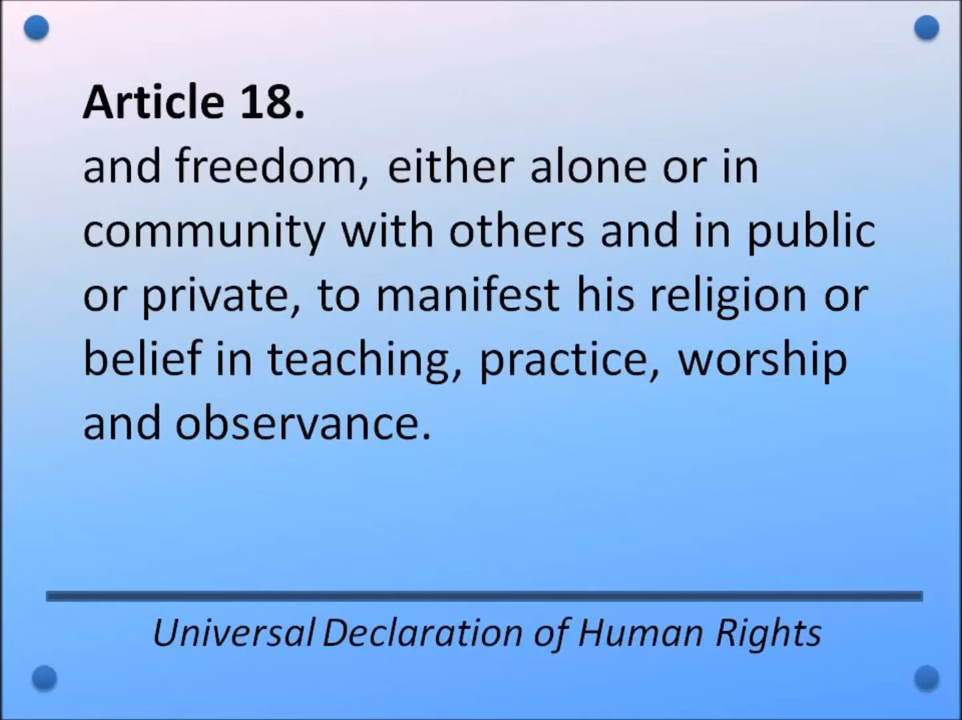 Article 18.
and freedom, either alone or in
community with others and in public
or private, to manifest his religion or
belief in teaching, practice, worship
and observance.
Universal Declaration of Human Rights